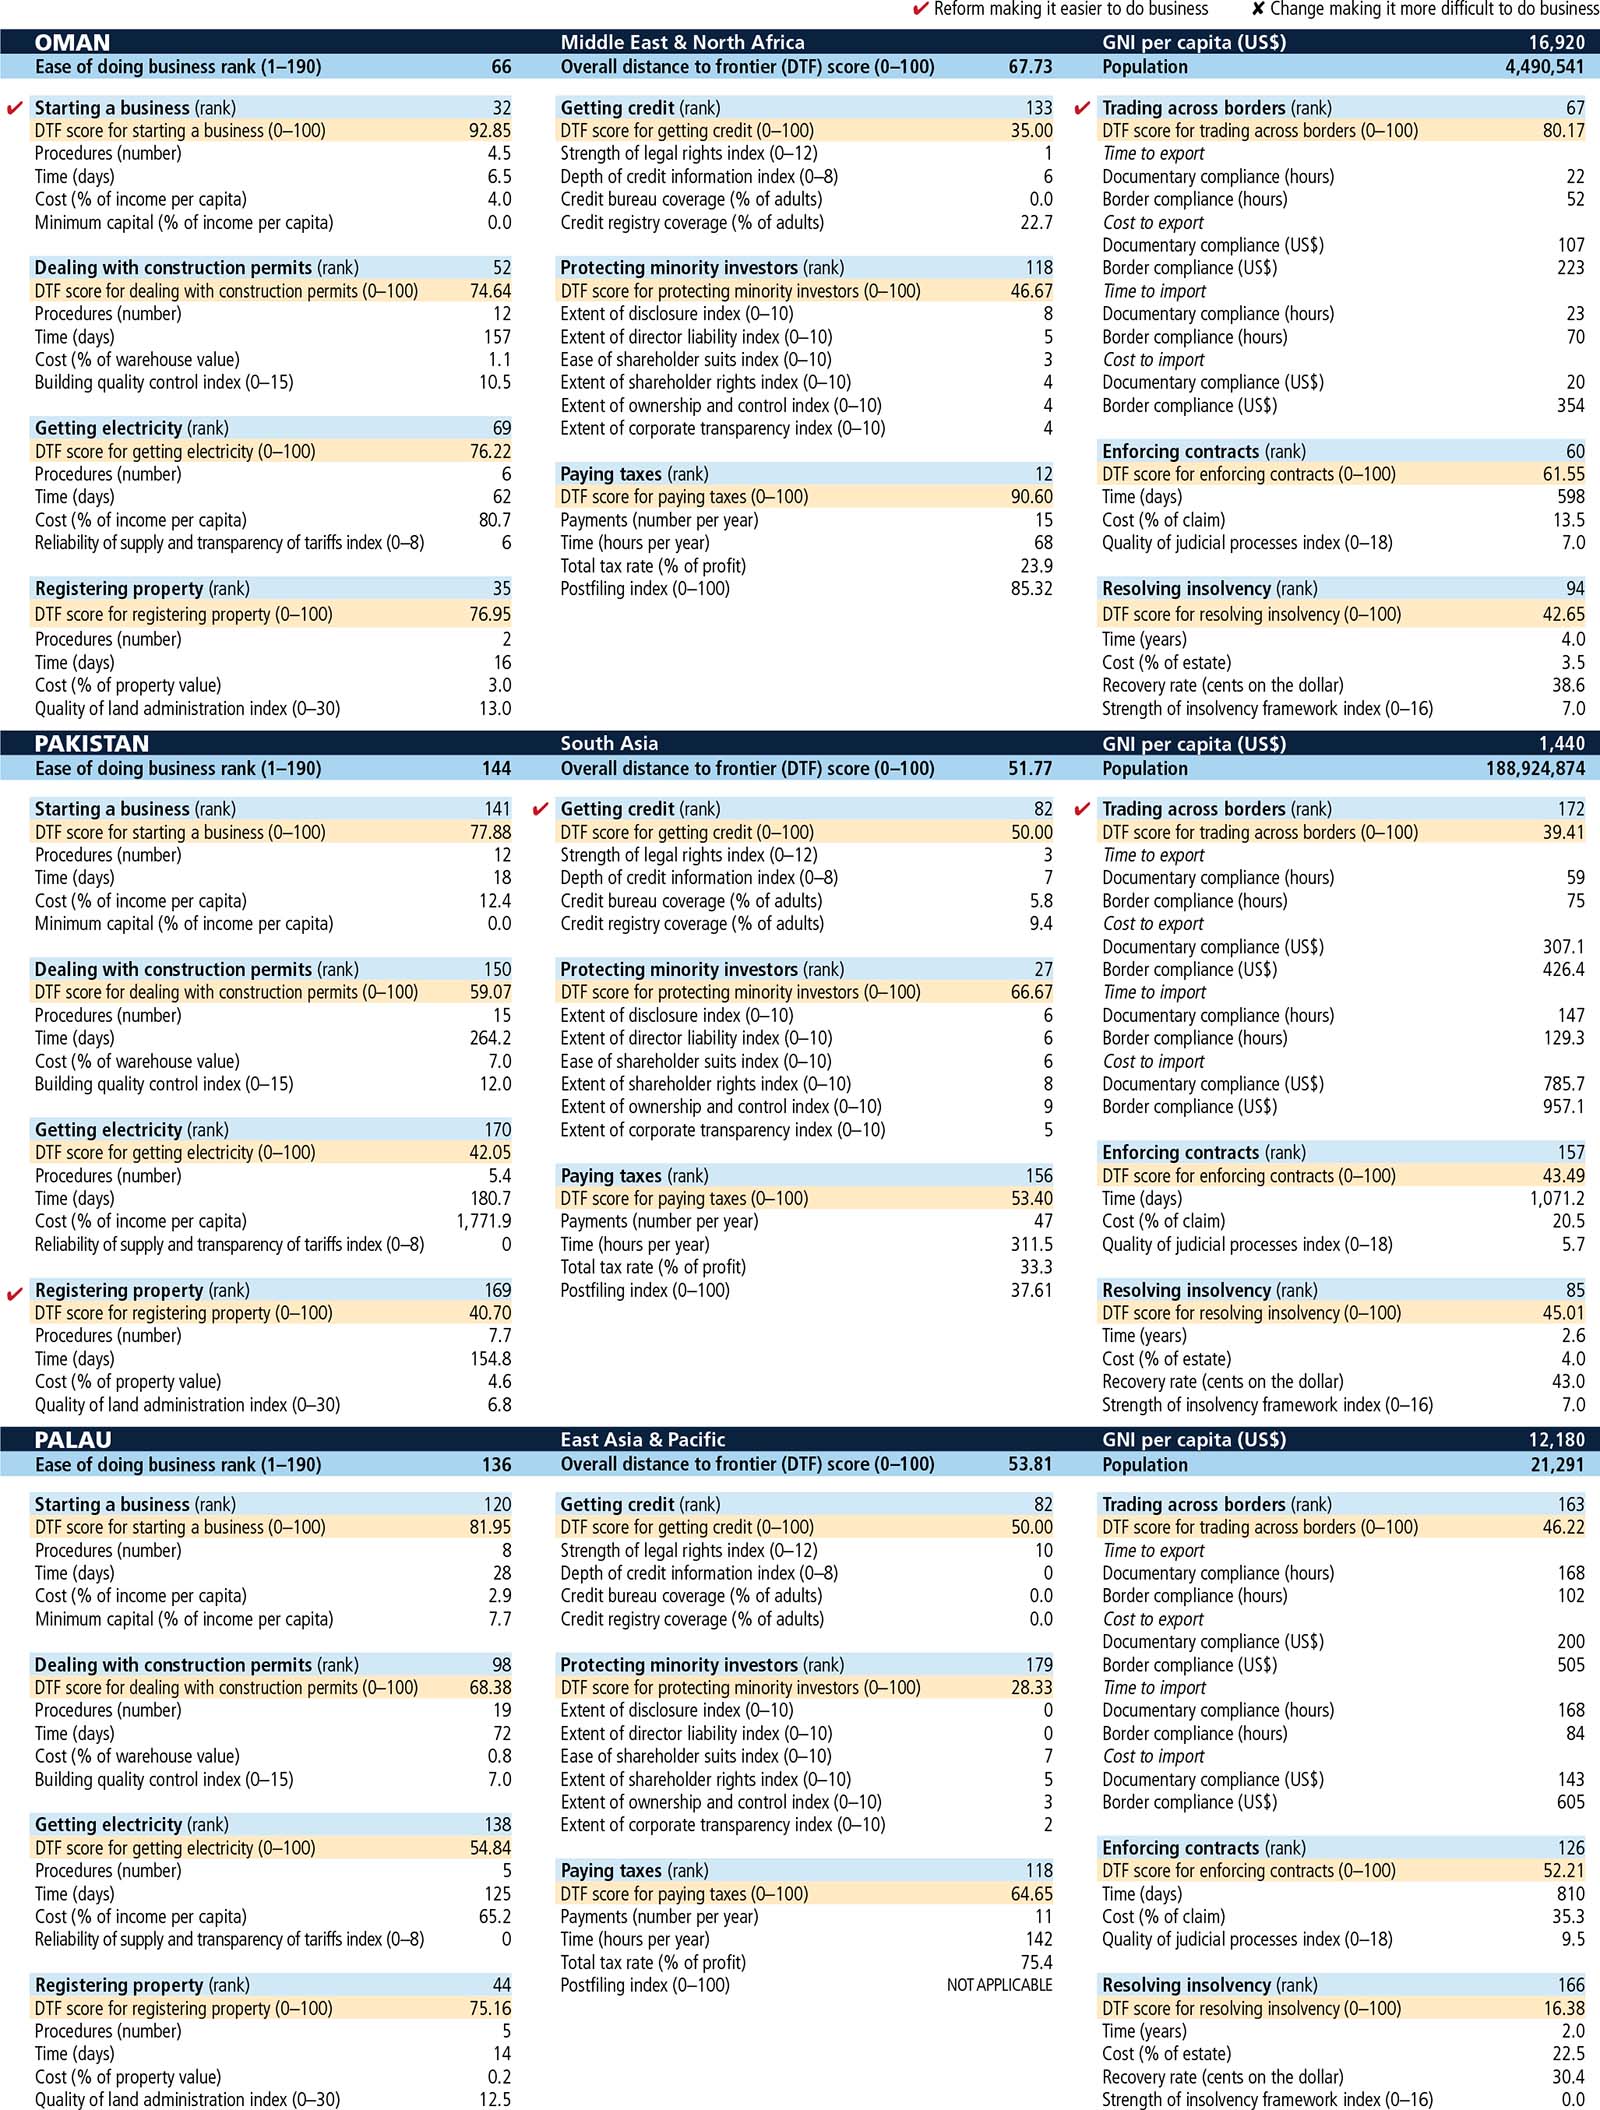 ✔ Reform making it easier to do business ✘ Change making it more difficult to do business
OMAN Middle East & North Africa GNI per capita (US$) 16,920
Ease of doing business rank (1–190) 66 Overall distance to frontier (DTF) score (0–100) 67.73 Population 4,490,541
✔ Starting a business (rank) 32
DTF score for starting a business (0–100) 92.85
Procedures (number) 4.5
Time (days) 6.5
Cost (% of income per capita) 4.0
Minimum capital (% of income per capita) 0.0
Dealing with construction permits (rank) 52
DTF score for dealing with construction permits (0–100) 74.64
Procedures (number) 12
Time (days) 157
Cost (% of warehouse value) 1.1
Building quality control index (0–15) 10.5
Getting electricity (rank) 69
DTF score for getting electricity (0–100) 76.22
Procedures (number) 6
Time (days) 62
Cost (% of income per capita) 80.7
Reliability of supply and transparency of tariffs index (0–8) 6
Registering property (rank) 35
DTF score for registering property (0–100) 76.95
Procedures (number) 2
Time (days) 16
Cost (% of property value) 3.0
Quality of land administration index (0–30) 13.0
Getting credit (rank) 133
DTF score for getting credit (0–100) 35.00
Strength of legal rights index (0–12) 1
Depth of credit information index (0–8) 6
Credit bureau coverage (% of adults) 0.0
Credit registry coverage (% of adults) 22.7
Protecting minority investors (rank) 118
DTF score for protecting minority investors (0–100) 46.67
Extent of disclosure index (0–10) 8
Extent of director liability index (0–10) 5
Ease of shareholder suits index (0–10) 3
Extent of shareholder rights index (0–10) 4
Extent of ownership and control index (0–10) 4
Extent of corporate transparency index (0–10) 4
Paying taxes (rank) 12
DTF score for paying taxes (0–100) 90.60
Payments (number per year) 15
Time (hours per year) 68
Total tax rate (% of profit) 23.9
Postfiling index (0–100) 85.32
✔ Trading across borders (rank) 67
DTF score for trading across borders (0–100) 80.17
Time to export
Documentary compliance (hours) 22
Border compliance (hours) 52
Cost to export
Documentary compliance (US$) 107
Border compliance (US$) 223
Time to import
Documentary compliance (hours) 23
Border compliance (hours) 70
Cost to import
Documentary compliance (US$) 20
Border compliance (US$) 354
Enforcing contracts (rank) 60
DTF score for enforcing contracts (0–100) 61.55
Time (days) 598
Cost (% of claim) 13.5
Quality of judicial processes index (0–18) 7.0
Resolving insolvency (rank) 94
DTF score for resolving insolvency (0–100) 42.65
Time (years) 4.0
Cost (% of estate) 3.5
Recovery rate (cents on the dollar) 38.6
Strength of insolvency framework index (0–16) 7.0
PAKISTAN South Asia GNI per capita (US$) 1,440
Ease of doing business rank (1–190) 144 Overall distance to frontier (DTF) score (0–100) 51.77 Population 188,924,874
Starting a business (rank) 141
DTF score for starting a business (0–100) 77.88
Procedures (number) 12
Time (days) 18
Cost (% of income per capita) 12.4
Minimum capital (% of income per capita) 0.0
Dealing with construction permits (rank) 150
DTF score for dealing with construction permits (0–100) 59.07
Procedures (number) 15
Time (days) 264.2
Cost (% of warehouse value) 7.0
Building quality control index (0–15) 12.0
Getting electricity (rank) 170
DTF score for getting electricity (0–100) 42.05
Procedures (number) 5.4
Time (days) 180.7
Cost (% of income per capita) 1,771.9
Reliability of supply and transparency of tariffs index (0–8) 0
✔ Registering property (rank) 169
DTF score for registering property (0–100) 40.70
Procedures (number) 7.7
Time (days) 154.8
Cost (% of property value) 4.6
Quality of land administration index (0–30) 6.8
✔ Getting credit (rank) 82
DTF score for getting credit (0–100) 50.00
Strength of legal rights index (0–12) 3
Depth of credit information index (0–8) 7
Credit bureau coverage (% of adults) 5.8
Credit registry coverage (% of adults) 9.4
Protecting minority investors (rank) 27
DTF score for protecting minority investors (0–100) 66.67
Extent of disclosure index (0–10) 6
Extent of director liability index (0–10) 6
Ease of shareholder suits index (0–10) 6
Extent of shareholder rights index (0–10) 8
Extent of ownership and control index (0–10) 9
Extent of corporate transparency index (0–10) 5
Paying taxes (rank) 156
DTF score for paying taxes (0–100) 53.40
Payments (number per year) 47
Time (hours per year) 311.5
Total tax rate (% of profit) 33.3
Postfiling index (0–100) 37.61
✔ Trading across borders (rank) 172
DTF score for trading across borders (0–100) 39.41
Time to export
Documentary compliance (hours) 59
Border compliance (hours) 75
Cost to export
Documentary compliance (US$) 307.1
Border compliance (US$) 426.4
Time to import
Documentary compliance (hours) 147
Border compliance (hours) 129.3
Cost to import
Documentary compliance (US$) 785.7
Border compliance (US$) 957.1
Enforcing contracts (rank) 157
DTF score for enforcing contracts (0–100) 43.49
Time (days) 1,071.2
Cost (% of claim) 20.5
Quality of judicial processes index (0–18) 5.7
Resolving insolvency (rank) 85
DTF score for resolving insolvency (0–100) 45.01
Time (years) 2.6
Cost (% of estate) 4.0
Recovery rate (cents on the dollar) 43.0
Strength of insolvency framework index (0–16) 7.0
PALAU East Asia & Pacific GNI per capita (US$) 12,180
Ease of doing business rank (1–190) 136 Overall distance to frontier (DTF) score (0–100) 53.81 Population 21,291
Starting a business (rank) 120
DTF score for starting a business (0–100) 81.95
Procedures (number) 8
Time (days) 28
Cost (% of income per capita) 2.9
Minimum capital (% of income per capita) 7.7
Dealing with construction permits (rank) 98
DTF score for dealing with construction permits (0–100) 68.38
Procedures (number) 19
Time (days) 72
Cost (% of warehouse value) 0.8
Building quality control index (0–15) 7.0
Getting electricity (rank) 138
DTF score for getting electricity (0–100) 54.84
Procedures (number) 5
Time (days) 125
Cost (% of income per capita) 65.2
Reliability of supply and transparency of tariffs index (0–8) 0
Registering property (rank) 44
DTF score for registering property (0–100) 75.16
Procedures (number) 5
Time (days) 14
Cost (% of property value) 0.2
Quality of land administration index (0–30) 12.5
Getting credit (rank) 82
DTF score for getting credit (0–100) 50.00
Strength of legal rights index (0–12) 10
Depth of credit information index (0–8) 0
Credit bureau coverage (% of adults) 0.0
Credit registry coverage (% of adults) 0.0
Protecting minority investors (rank) 179
DTF score for protecting minority investors (0–100) 28.33
Extent of disclosure index (0–10) 0
Extent of director liability index (0–10) 0
Ease of shareholder suits index (0–10) 7
Extent of shareholder rights index (0–10) 5
Extent of ownership and control index (0–10) 3
Extent of corporate transparency index (0–10) 2
Paying taxes (rank) 118
DTF score for paying taxes (0–100) 64.65
Payments (number per year) 11
Time (hours per year) 142
Total tax rate (% of profit) 75.4
Postfiling index (0–100) NOT APPLICABLE
Trading across borders (rank) 163
DTF score for trading across borders (0–100) 46.22
Time to export
Documentary compliance (hours) 168
Border compliance (hours) 102
Cost to export
Documentary compliance (US$) 200
Border compliance (US$) 505
Time to import
Documentary compliance (hours) 168
Border compliance (hours) 84
Cost to import
Documentary compliance (US$) 143
Border compliance (US$) 605
Enforcing contracts (rank) 126
DTF score for enforcing contracts (0–100) 52.21
Time (days) 810
Cost (% of claim) 35.3
Quality of judicial processes index (0–18) 9.5
Resolving insolvency (rank) 166
DTF score for resolving insolvency (0–100) 16.38
Time (years) 2.0
Cost (% of estate) 22.5
Recovery rate (cents on the dollar) 30.4
Strength of insolvency framework index (0–16) 0.0